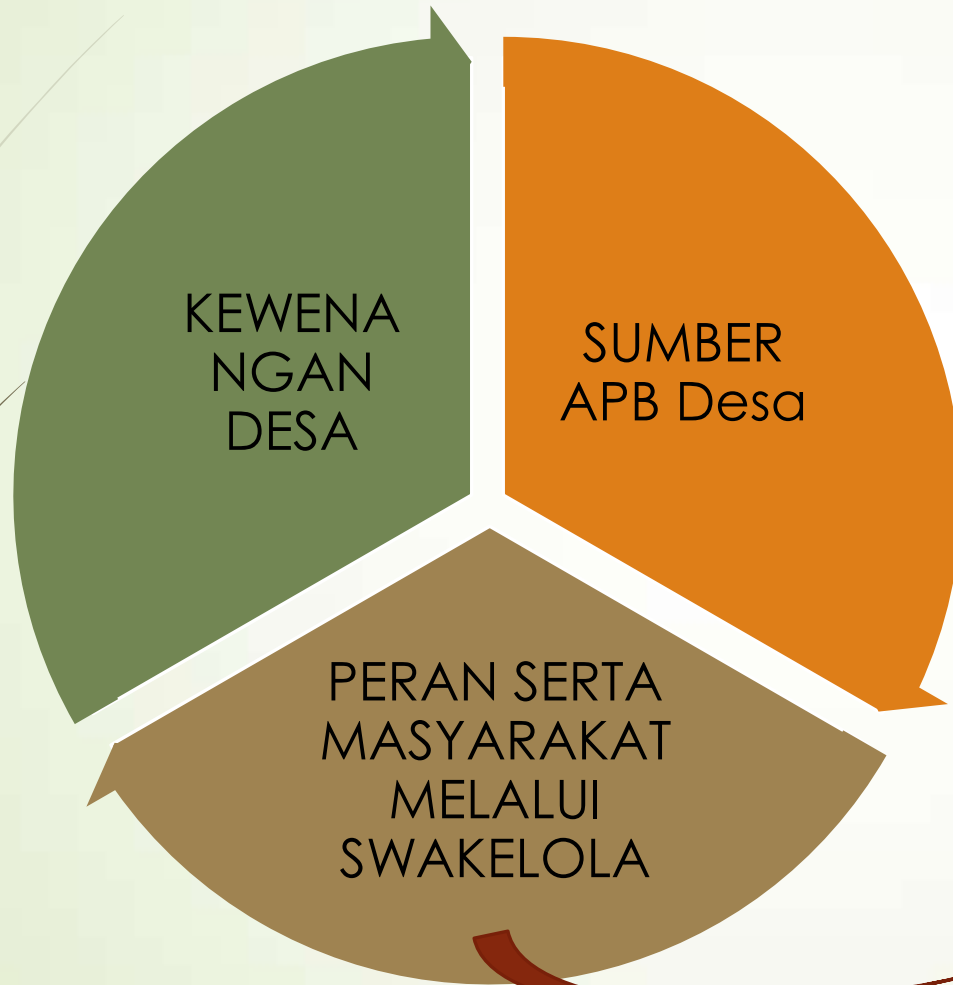 KEWENA
NGAN
DESA
SUMBER
APB Desa
PERAN SERTA
MASYARAKAT
MELALUI
SWAKELOLA